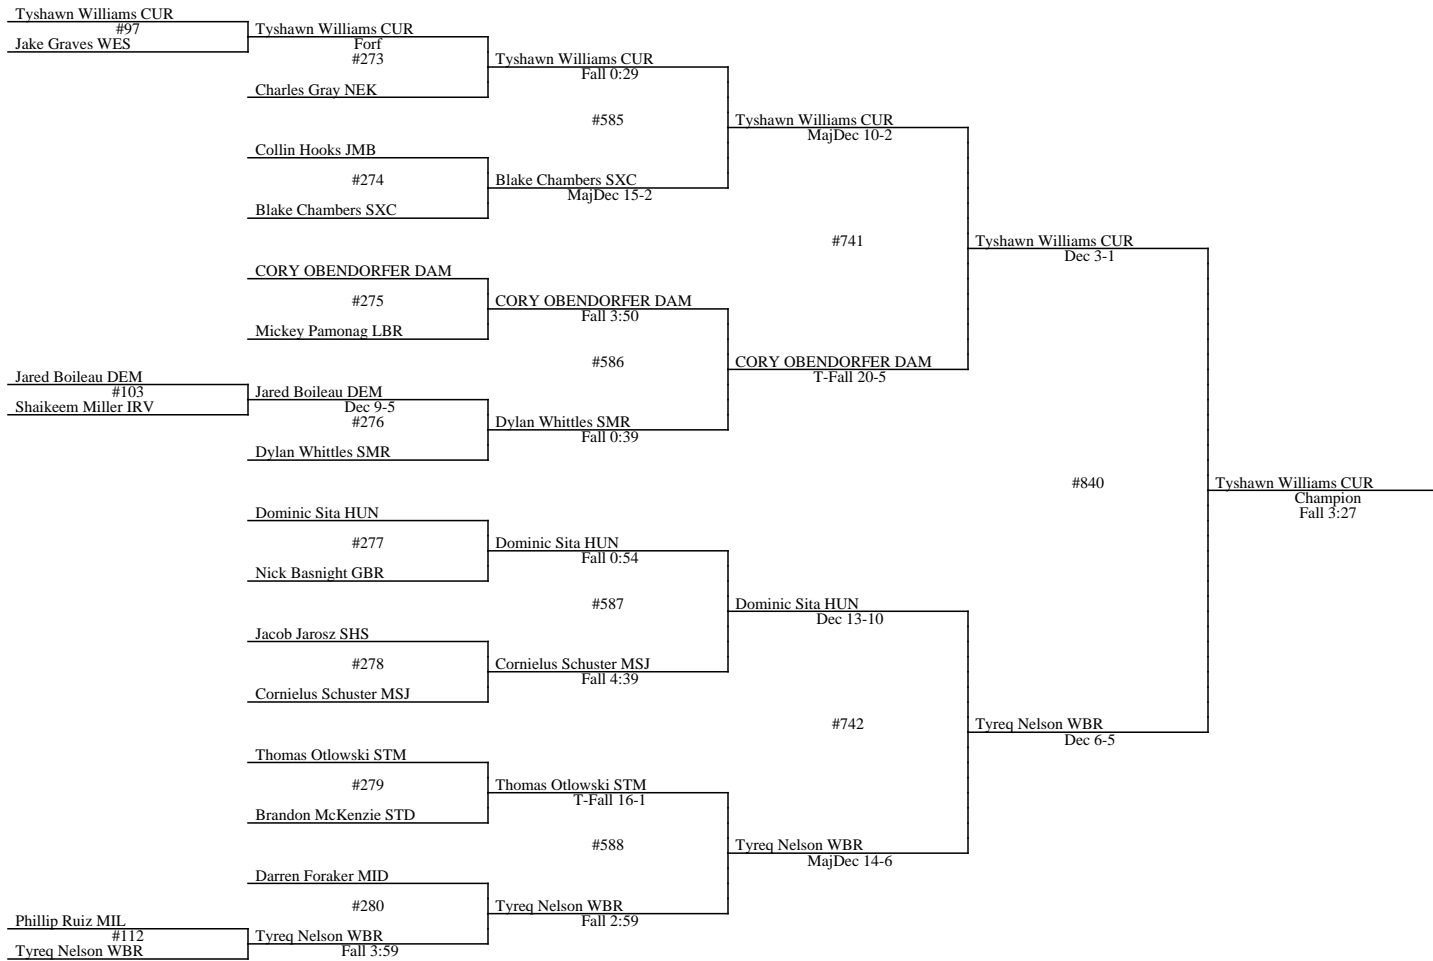 Tyshawn Williams CUR
#97
Jake Graves WES
Tyshawn Williams CUR
Forf
#273
Charles Gray NEK
Tyshawn Williams CUR
Fall 0:29
#585
Collin Hooks JMB
#274
Blake Chambers SXC
Blake Chambers SXC
MajDec 15-2
Tyshawn Williams CUR
MajDec 10-2
#741
CORY OBENDORFER DAM
#275
Mickey Pamonag LBR
CORY OBENDORFER DAM
Fall 3:50
#586
Jared Boileau DEM
#103
Shaikeem Miller IRV
Jared Boileau DEM
Dec 9-5
#276
Dylan Whittles SMR
Dylan Whittles SMR
Fall 0:39
CORY OBENDORFER DAM
T-Fall 20-5
Tyshawn Williams CUR
Dec 3-1
#840
Dominic Sita HUN
#277
Nick Basnight GBR
Dominic Sita HUN
Fall 0:54
#587
Jacob Jarosz SHS
#278
Cornielus Schuster MSJ
Cornielus Schuster MSJ
Fall 4:39
Dominic Sita HUN
Dec 13-10
#742
Thomas Otlowski STM
#279
Brandon McKenzie STD
Thomas Otlowski STM
T-Fall 16-1
#588
Darren Foraker MID
#280
Phillip Ruiz MIL
#112
Tyreq Nelson WBR
Tyreq Nelson WBR
Fall 3:59
Tyreq Nelson WBR
Fall 2:59
Tyreq Nelson WBR
MajDec 14-6
Tyreq Nelson WBR
Dec 6-5
Tyshawn Williams CUR
Champion
Fall 3:27